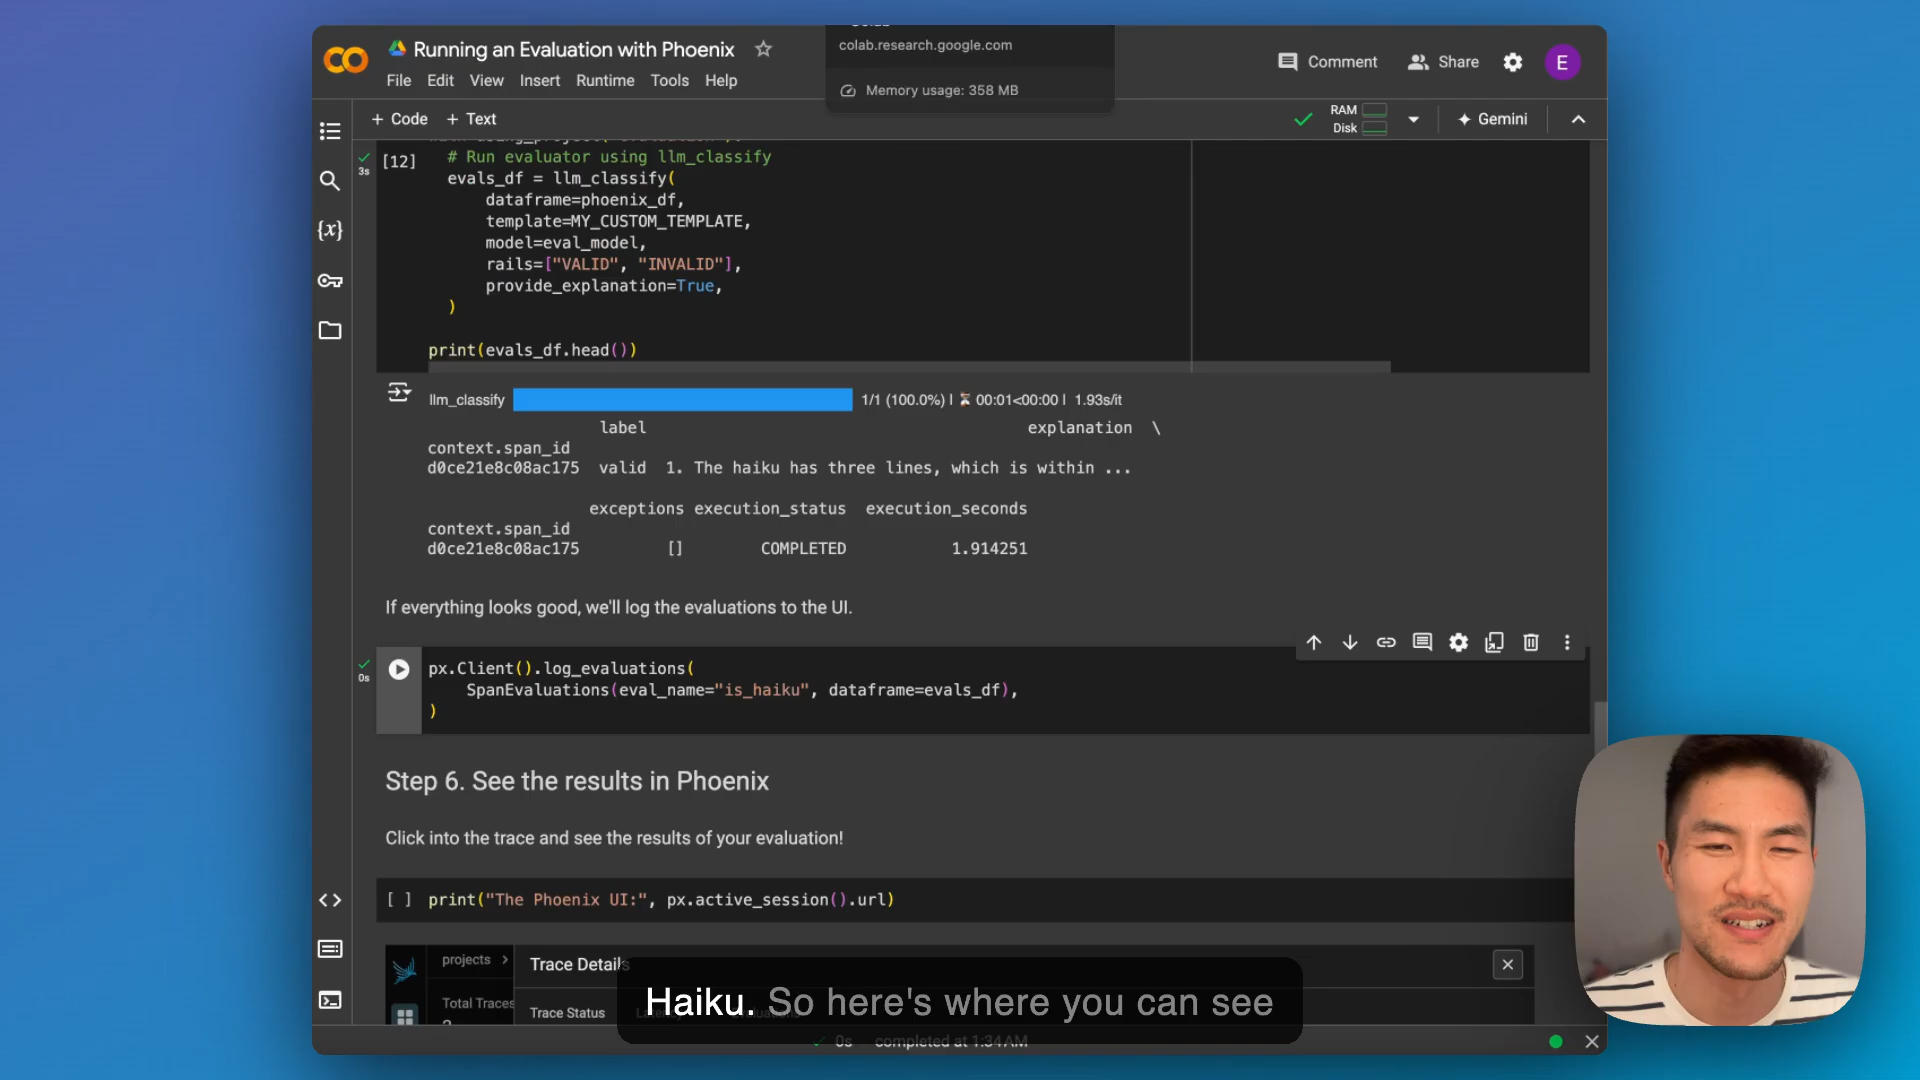 Colab
colab.research.google.com
Memory usage: 358 MB
Running an Evaluation with Phoenix
File Edit View Insert Runtime Tools Help
Comment
Share
E
+ Code + Text
RAM
Disk
Gemini
{x}
3s
[12]
# Run evaluator using llm_classify
evals_df = llm_classify(
dataframe=phoenix_df,
template=MY_CUSTOM_TEMPLATE,
model=eval_model,
rails=["VALID", "INVALID"],
provide_explanation=True,
)
print(evals_df.head())
llm_classify 1/1 (100.0%) | ⏳ 00:01<00:00 | 1.93s/it
label explanation \
context.span_id
d0ce21e8c08ac175 valid 1. The haiku has three lines, which is within ...
exceptions execution_status execution_seconds
context.span_id
d0ce21e8c08ac175 [] COMPLETED 1.914251
If everything looks good, we'll log the evaluations to the UI.
0s
px.Client().log_evaluations(
SpanEvaluations(eval_name="is_haiku", dataframe=evals_df),
)
Step 6. See the results in Phoenix
Click into the trace and see the results of your evaluation!
[ ] print("The Phoenix UI:", px.active_session().url)
projects > Trace Details
Total Traces
Trace Status
Haiku. So here's where you can see
0s completed at 1:34 AM